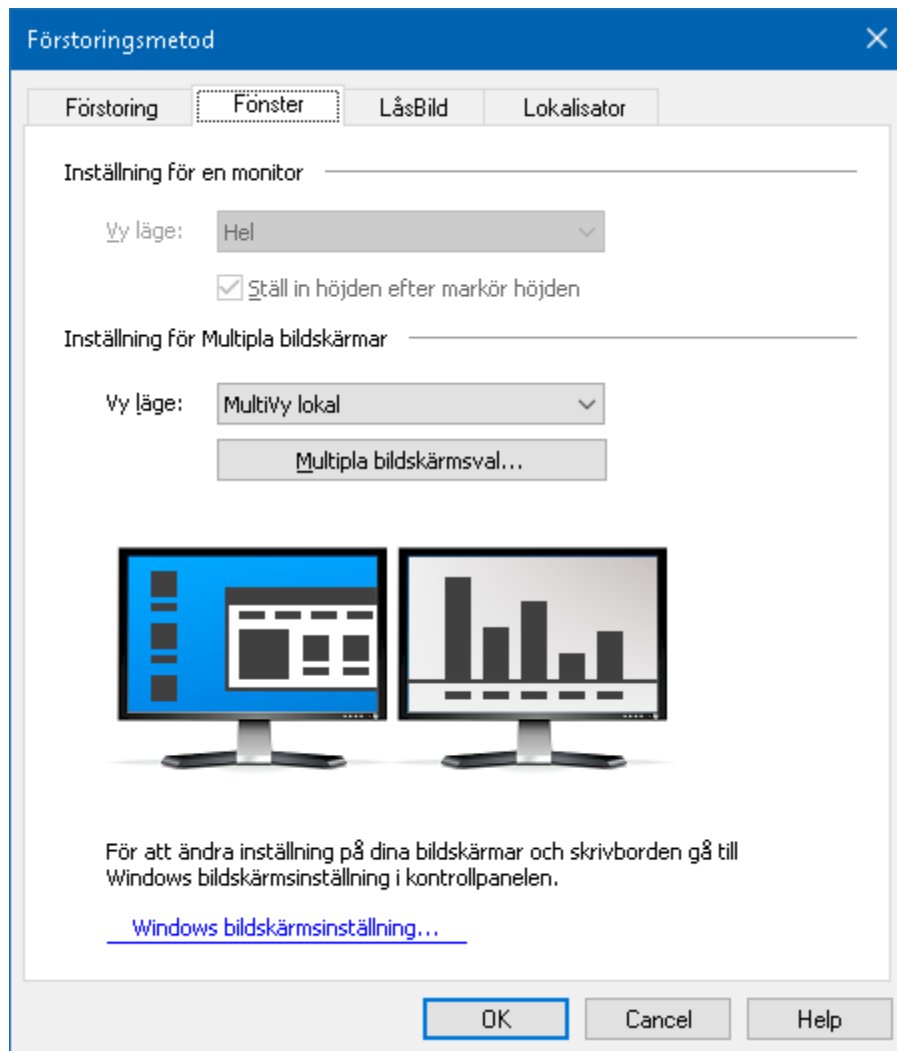 Förstoringsmetod
Förstoring Fönster LåsBild Lokalisator
Inställning för en monitor
Vy läge: Hel
Ställ in höjden efter markör höjden
Inställning för Multipla bildskärmar
Vy läge: MultiVy lokal
Multipla bildskärmsval...
För att ändra inställning på dina bildskärmar och skrivborden gå till
Windows bildskärmsinställning i kontrollpanelen.
Windows bildskärmsinställning...
OK Cancel Help